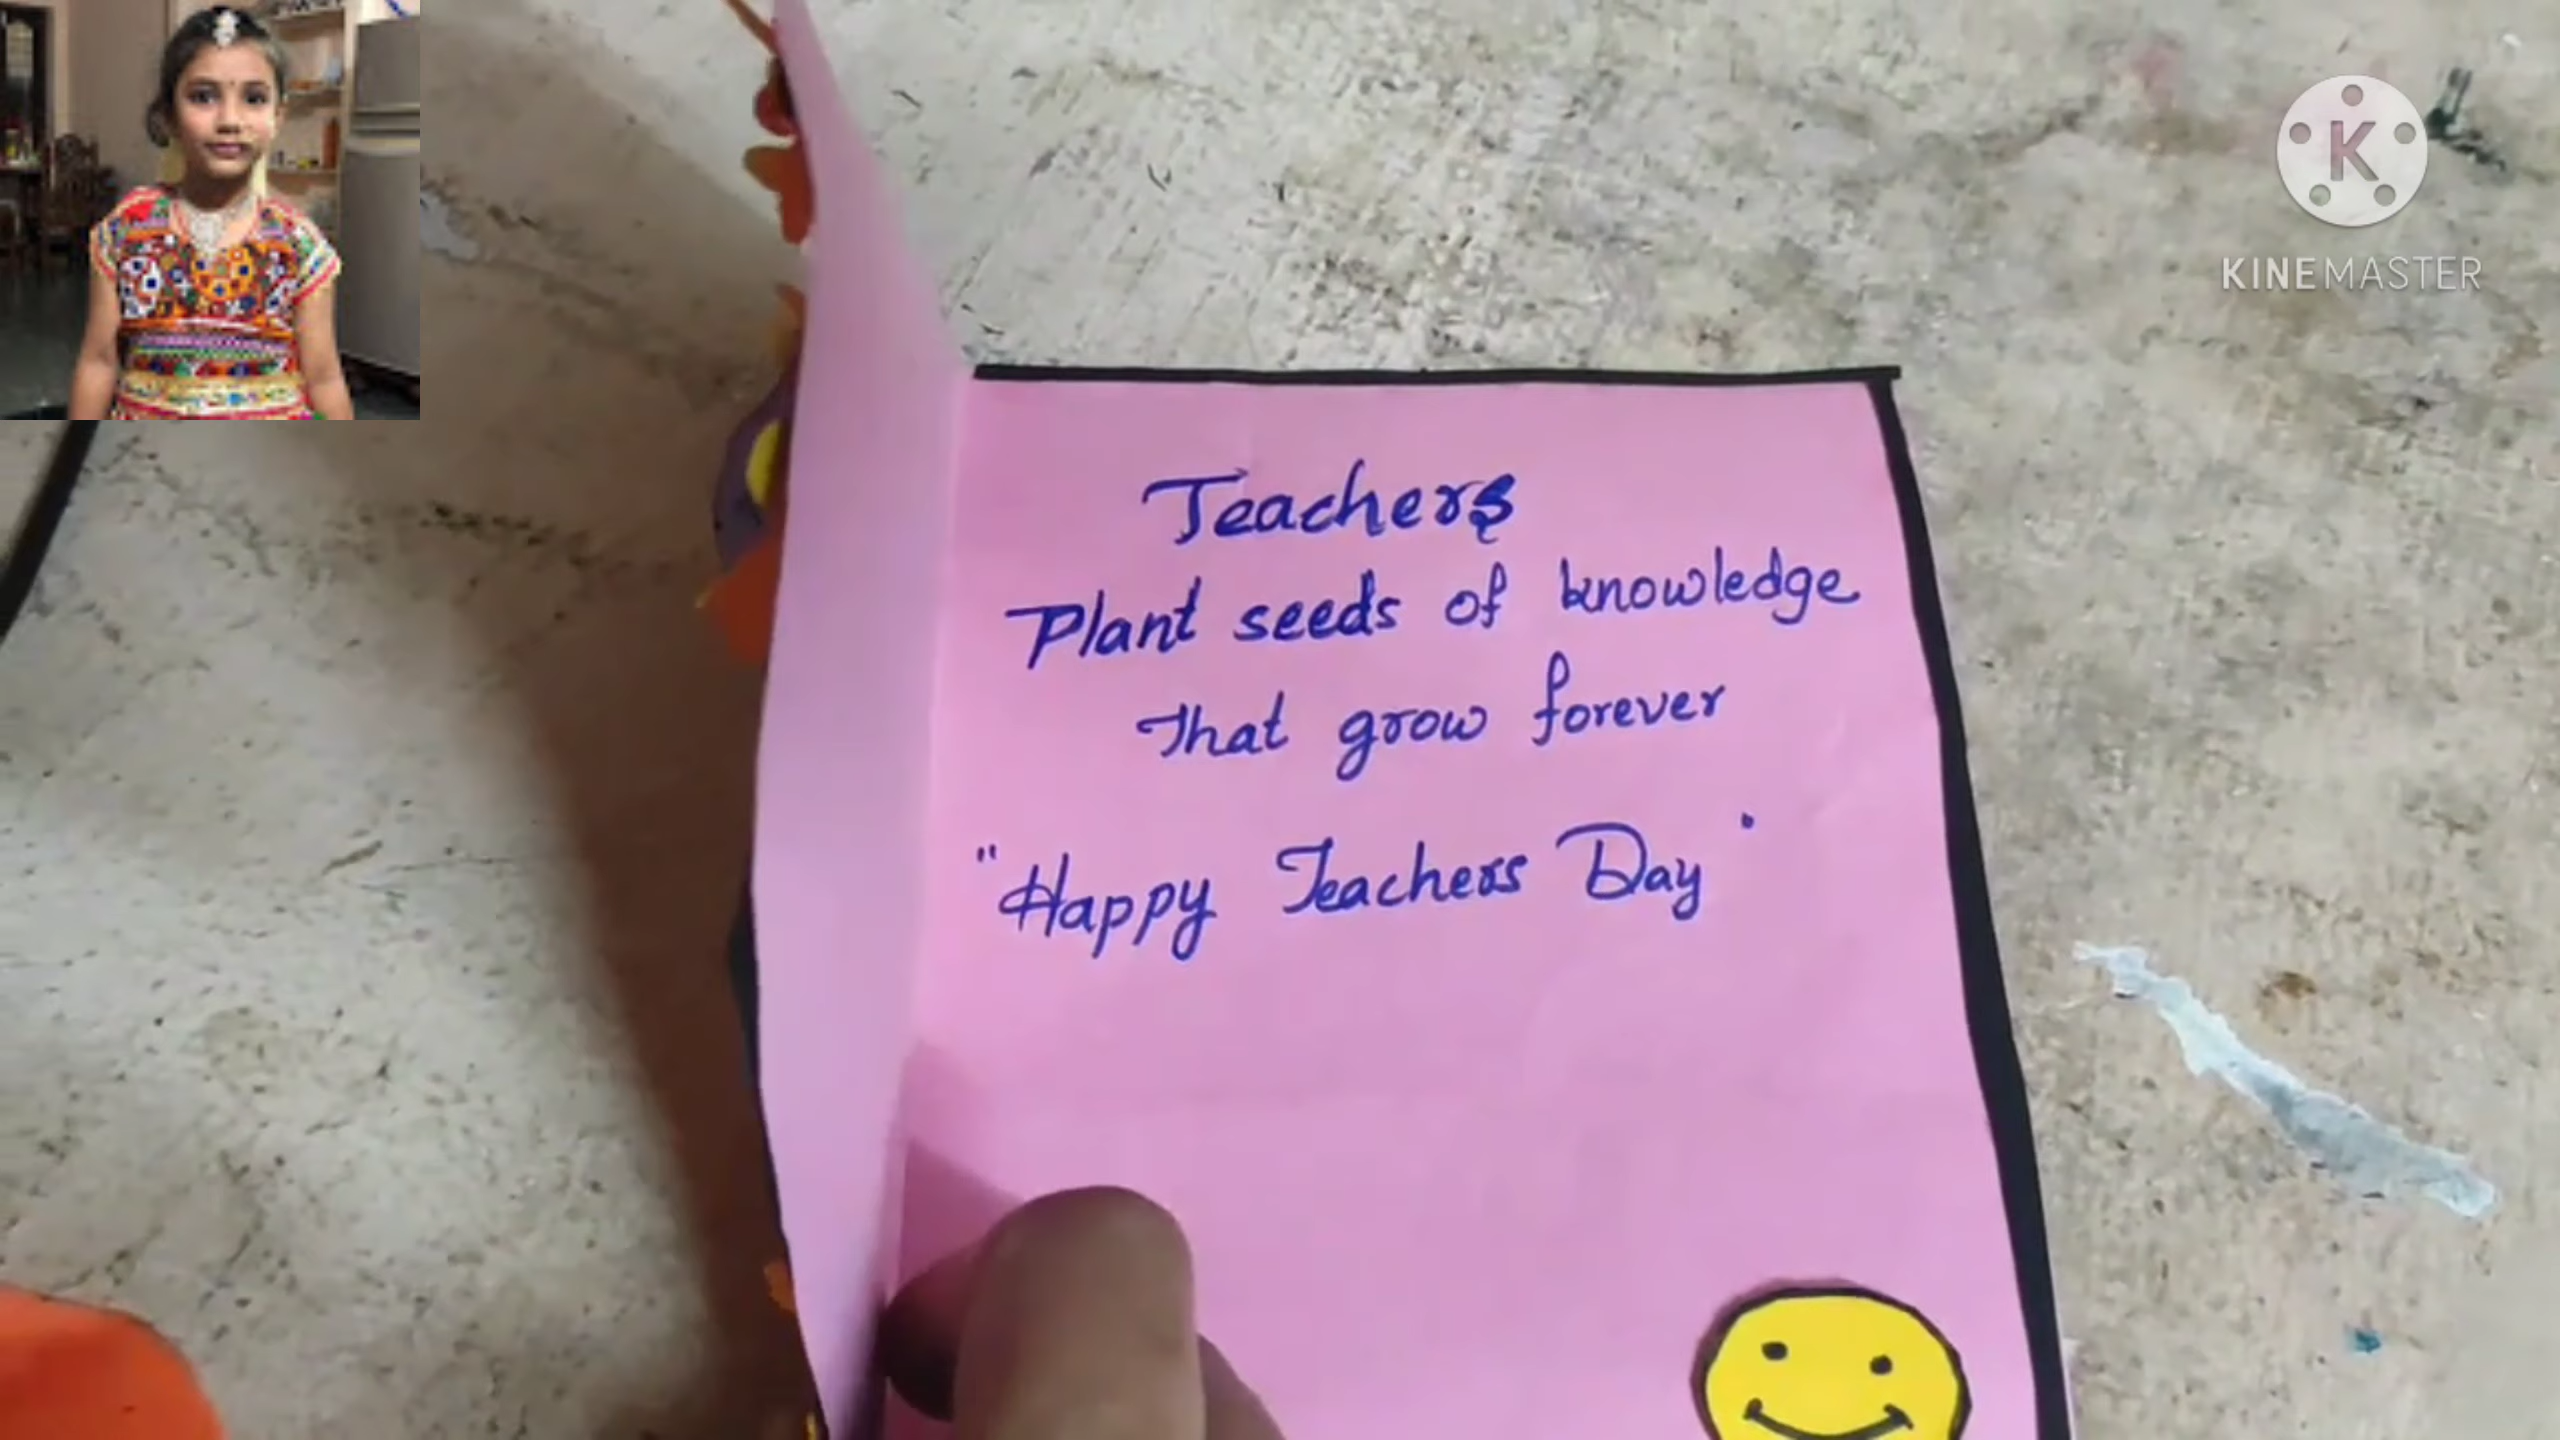 K
KINEMASTER
Teachers
Plant seeds of knowledge
That grow forever
"Happy Teachers Day"